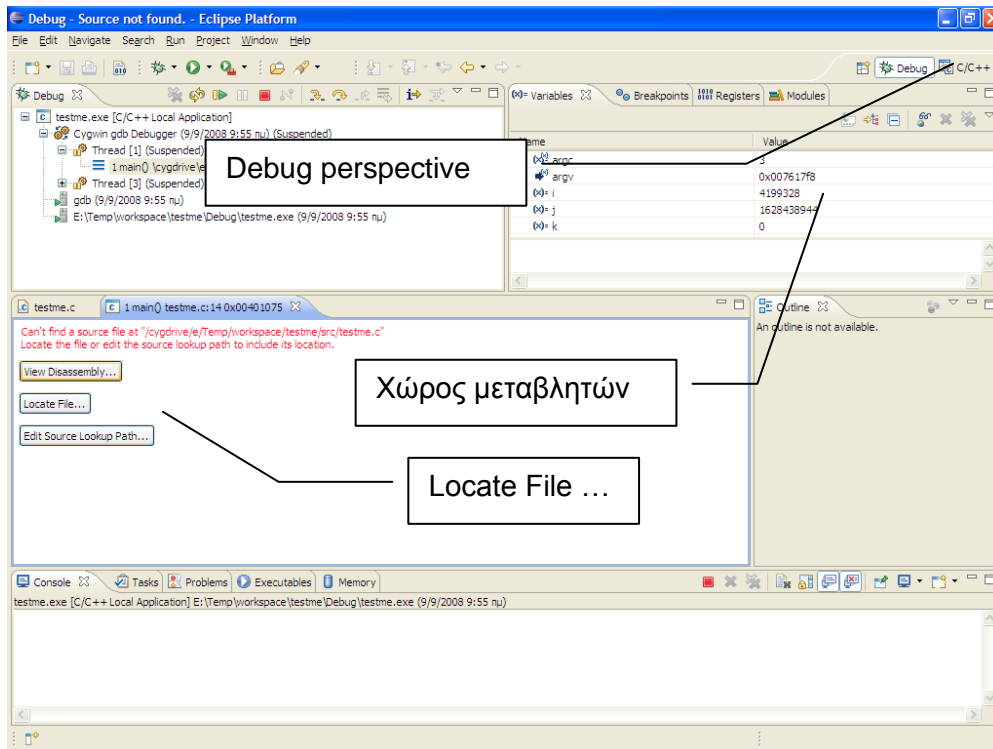 Debug - Source not found. - Eclipse Platform
File Edit Navigate Search Run Project Window Help
Debug C/C++
Debug
testme.exe [C/C++ Local Application]
Cygwin gdb Debugger (9/9/2008 9:55 πμ) (Suspended)
Thread [1] (Suspended)
1 main() \cygdrive\e
Thread [3] (Suspended)
gdb (9/9/2008 9:55 πμ)
E:\Temp\workspace\testme\Debug\testme.exe (9/9/2008 9:55 πμ)
Debug perspective
Variables Breakpoints Registers Modules
Name Value
argc 3
argv 0x007617f8
i 4199328
j 1628438944
k 0
testme.c 1 main() testme.c:14 0x00401075
Can't find a source file at "/cygdrive/e/Temp/workspace/testme/src/testme.c"
Locate the file or edit the source lookup path to include its location.
View Disassembly...
Locate File...
Edit Source Lookup Path...
Χώρος μεταβλητών
Locate File …
Outline
An outline is not available.
Console Tasks Problems Executables Memory
testme.exe [C/C++ Local Application] E:\Temp\workspace\testme\Debug\testme.exe (9/9/2008 9:55 πμ)